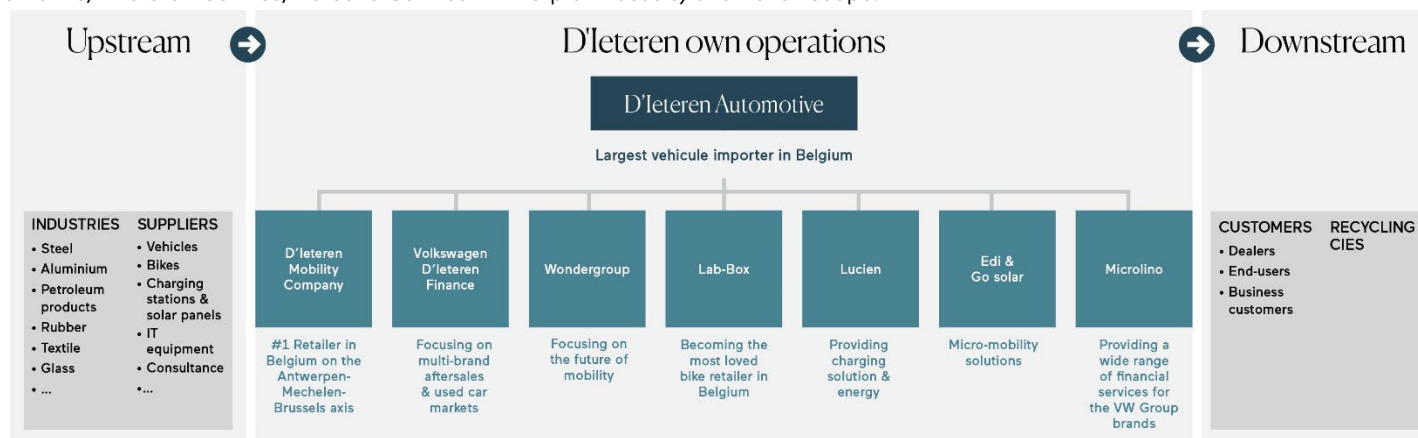 Upstream
D'Ieteren own operations
Downstream
D'Ieteren Automotive
Largest vehicule importer in Belgium
INDUSTRIES
• Steel
• Aluminium
• Petroleum
products
• Rubber
• Textile
• Glass
• ...
SUPPLIERS
• Vehicles
• Bikes
• Charging
stations &
solar panels
• IT
equipment
• Consultance
•...
D'Ieteren
Mobility
Company
#1 Retailer in
Belgium on the
Antwerpen-
Mechelen-
Brussels axis
Volkswagen
D'Ieteren
Finance
Focusing on
multi-brand
aftersales
& used car
markets
Wondergroup
Focusing on
the future of
mobility
Lab-Box
Becoming the
most loved
bike retailer in
Belgium
Lucien
Providing
charging
solution &
energy
Edi &
Go solar
Micro-mobility
solutions
Microlino
Providing a
wide range
of financial
services for
the VW Group
brands
CUSTOMERS
• Dealers
• End-users
• Business
customers
RECYCLING
CIES